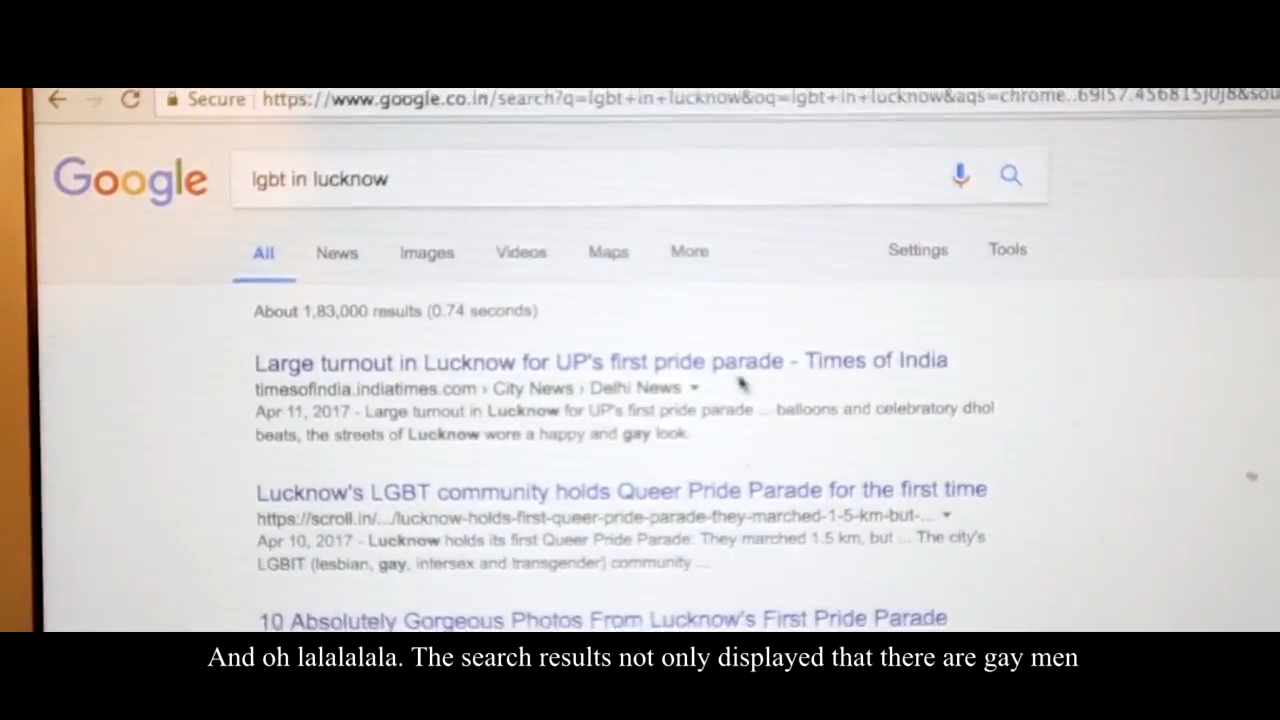 Secure https://www.google.co.in/search?q=lgbt+in+lucknow&oq=lgbt+in+lucknow&aqs=chrome..69i57.456815j0j8&sou
Google
lgbt in lucknow
All News Images Videos Maps More Settings Tools
About 1,83,000 results (0.74 seconds)
Large turnout in Lucknow for UP's first pride parade - Times of India
timesofindia.indiatimes.com › City News › Delhi News
Apr 11, 2017 - Large turnout in Lucknow for UP's first pride parade ... balloons and celebratory dhol
beats, the streets of Lucknow wore a happy and gay look.
Lucknow's LGBT community holds Queer Pride Parade for the first time
https://scroll.in/.../lucknow-holds-first-queer-pride-parade-they-marched-1-5-km-but-...
Apr 10, 2017 - Lucknow holds its first Queer Pride Parade: They marched 1.5 km, but ... The city's
LGBIT (lesbian, gay, intersex and transgender) community ...
10 Absolutely Gorgeous Photos From Lucknow's First Pride Parade
And oh lalalalala. The search results not only displayed that there are gay men